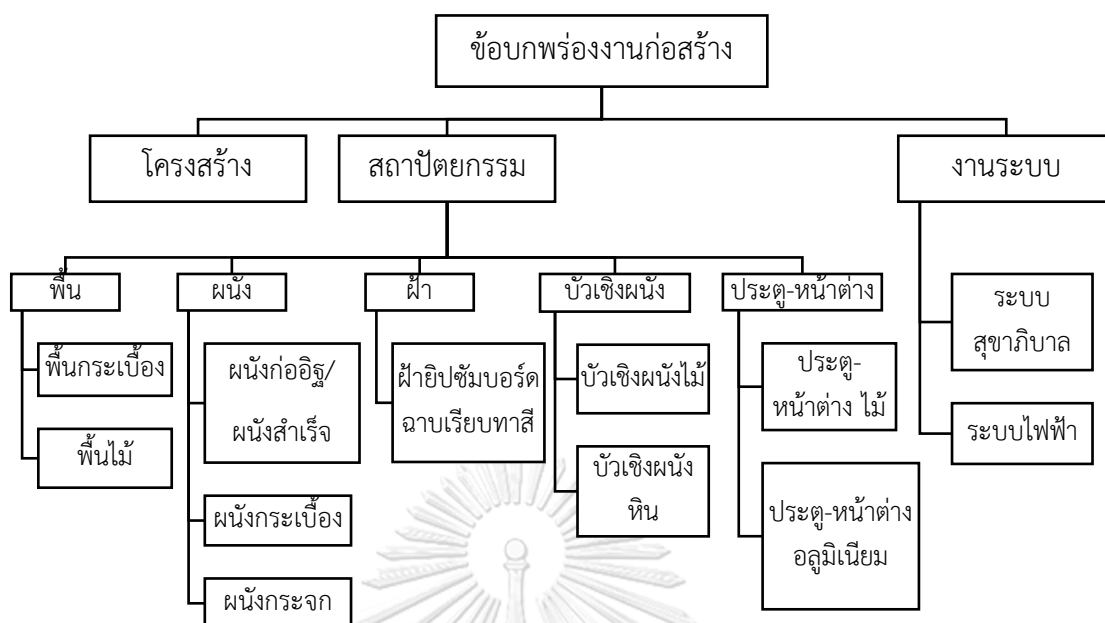 ข้อบกพร่องงานก่อสร้าง
โครงสร้าง
สถาปัตยกรรม
งานระบบ
พื้น
ผนัง
ฝ้า
บัวเชิงผนัง
ประตู-หน้าต่าง
พื้นกระเบื้อง
พื้นไม้
ผนังก่ออิฐ/
ผนังสำเร็จ
ผนังกระเบื้อง
ผนังกระจก
ฝ้ายิปซัมบอร์ด
ฉาบเรียบทาสี
บัวเชิงผนังไม้
บัวเชิงผนัง
หิน
ประตู-
หน้าต่าง ไม้
ประตู-หน้าต่าง
อลูมิเนียม
ระบบ
สุขาภิบาล
ระบบไฟฟ้า